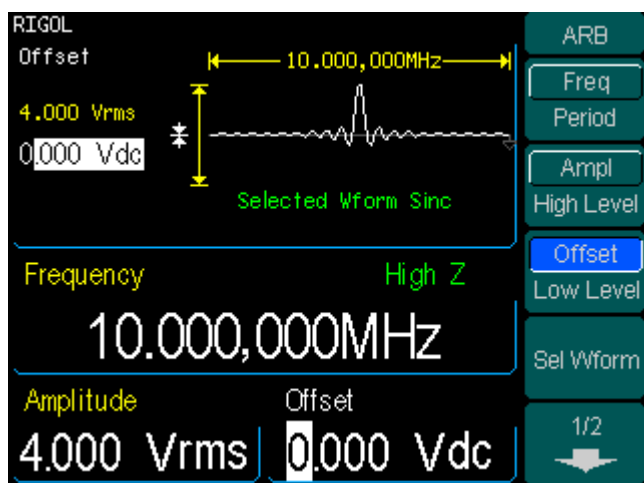 RIGOL
Offset
10.000,000MHz
4.000 Vrms
0.000 Vdc
Selected Wform Sinc
Frequency
High Z
10.000,000MHz
Amplitude
Offset
4.000 Vrms
0.000 Vdc
ARB
Freq
Period
Ampl
High Level
Offset
Low Level
Sel Wform
1/2